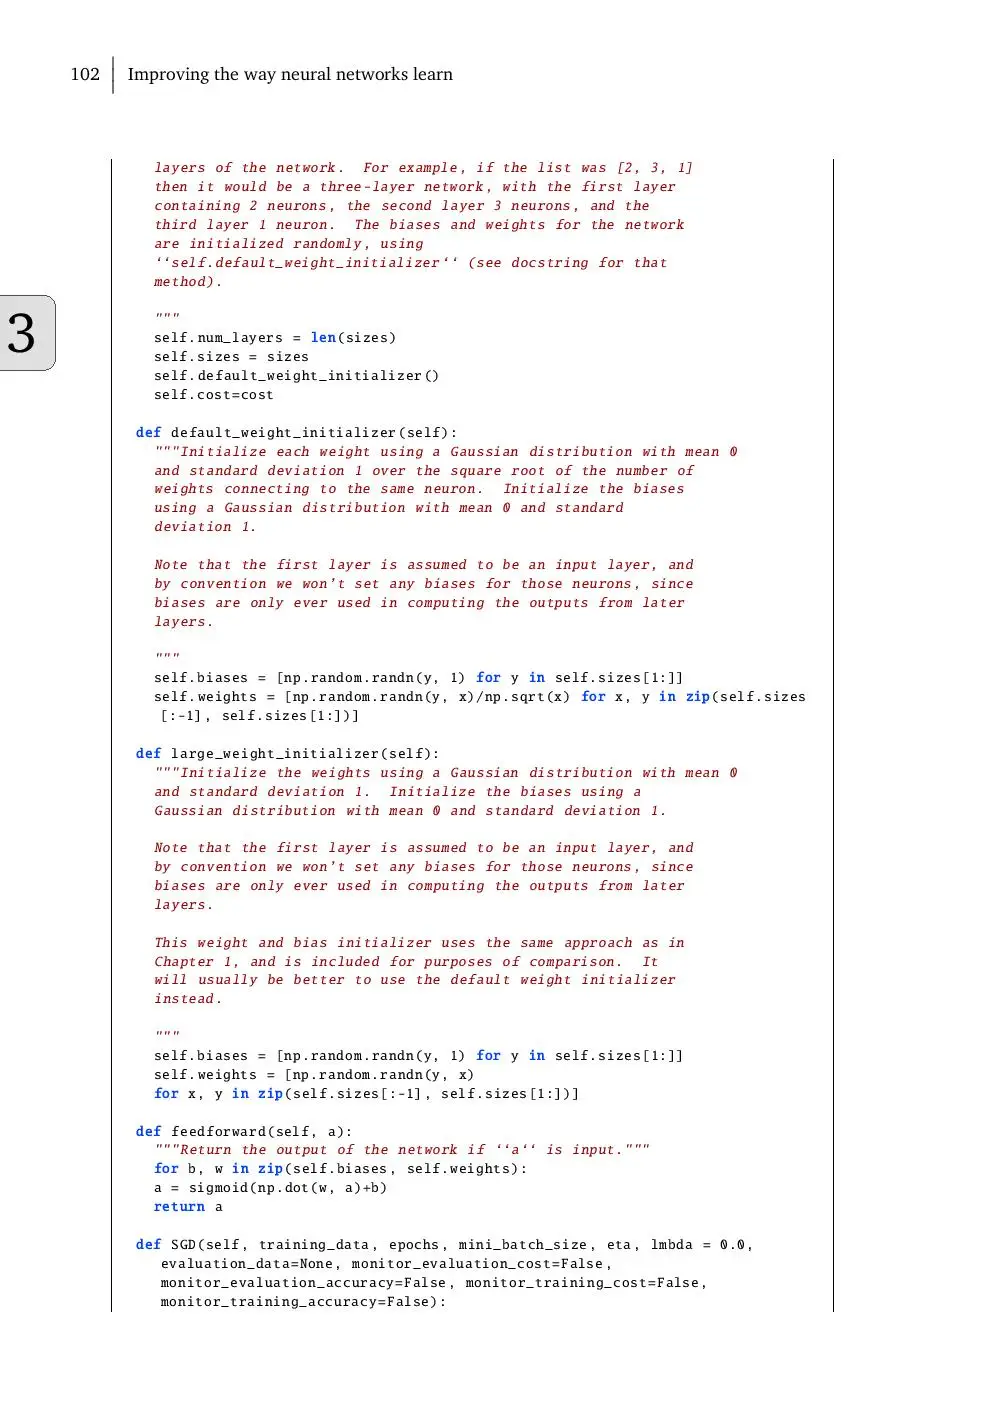 102 Improving the way neural networks learn
layers of the network.  For example, if the list was [2, 3, 1]
then it would be a three-layer network, with the first layer
containing 2 neurons, the second layer 3 neurons, and the
third layer 1 neuron.  The biases and weights for the network
are initialized randomly, using
‘‘self.default_weight_initializer‘‘ (see docstring for that
method).
3
"""
self.num_layers = len(sizes)
self.sizes = sizes
self.default_weight_initializer()
self.cost=cost
def default_weight_initializer(self):
"""Initialize each weight using a Gaussian distribution with mean 0
and standard deviation 1 over the square root of the number of
weights connecting to the same neuron.  Initialize the biases
using a Gaussian distribution with mean 0 and standard
deviation 1.
Note that the first layer is assumed to be an input layer, and
by convention we won't set any biases for those neurons, since
biases are only ever used in computing the outputs from later
layers.
"""
self.biases = [np.random.randn(y, 1) for y in self.sizes[1:]]
self.weights = [np.random.randn(y, x)/np.sqrt(x) for x, y in zip(self.sizes
[:-1], self.sizes[1:])]
def large_weight_initializer(self):
"""Initialize the weights using a Gaussian distribution with mean 0
and standard deviation 1.  Initialize the biases using a
Gaussian distribution with mean 0 and standard deviation 1.
Note that the first layer is assumed to be an input layer, and
by convention we won't set any biases for those neurons, since
biases are only ever used in computing the outputs from later
layers.
This weight and bias initializer uses the same approach as in
Chapter 1, and is included for purposes of comparison.  It
will usually be better to use the default weight initializer
instead.
"""
self.biases = [np.random.randn(y, 1) for y in self.sizes[1:]]
self.weights = [np.random.randn(y, x)
for x, y in zip(self.sizes[:-1], self.sizes[1:])]
def feedforward(self, a):
"""Return the output of the network if ‘‘a‘‘ is input."""
for b, w in zip(self.biases, self.weights):
a = sigmoid(np.dot(w, a)+b)
return a
def SGD(self, training_data, epochs, mini_batch_size, eta, lmbda = 0.0,
evaluation_data=None, monitor_evaluation_cost=False,
monitor_evaluation_accuracy=False, monitor_training_cost=False,
monitor_training_accuracy=False):